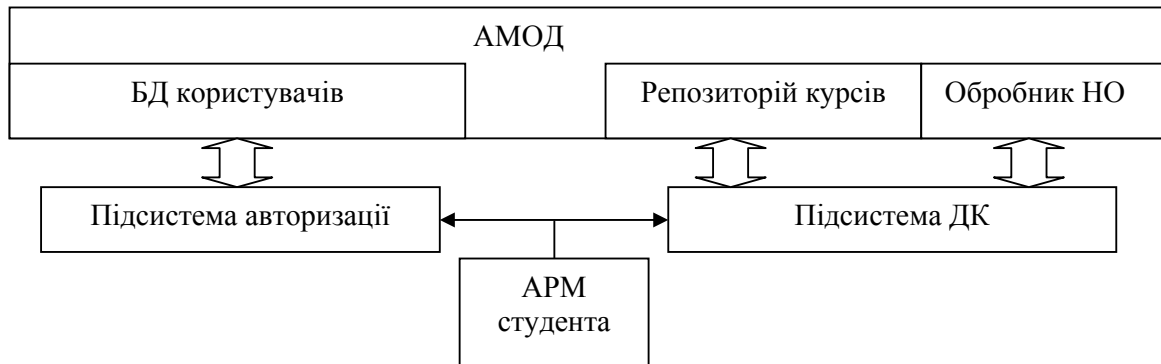 АМОД
БД користувачів
Репозиторій курсів
Обробник НО
Підсистема авторизації
Підсистема ДК
АРМ
студента